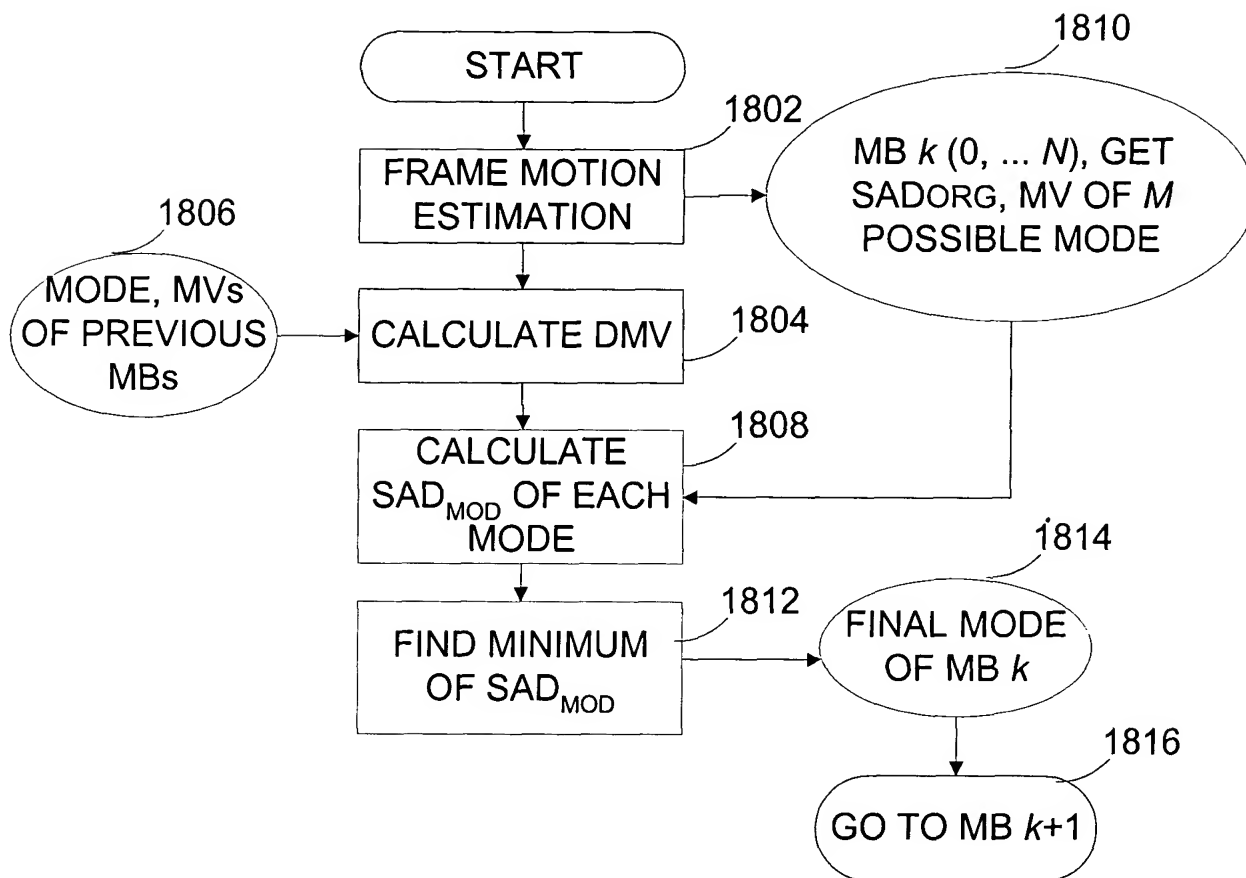 1810
START
1802
MB k (0, ... N), GET
SADORG, MV OF M
POSSIBLE MODE
FRAME MOTION
ESTIMATION
1806
MODE, MVs
OF PREVIOUS
MBs
CALCULATE DMV
1804
1808
CALCULATE
SADMOD OF EACH
MODE
1814
1812
FIND MINIMUM
OF SADMOD
FINAL MODE
OF MB k
1816
GO TO MB k+1